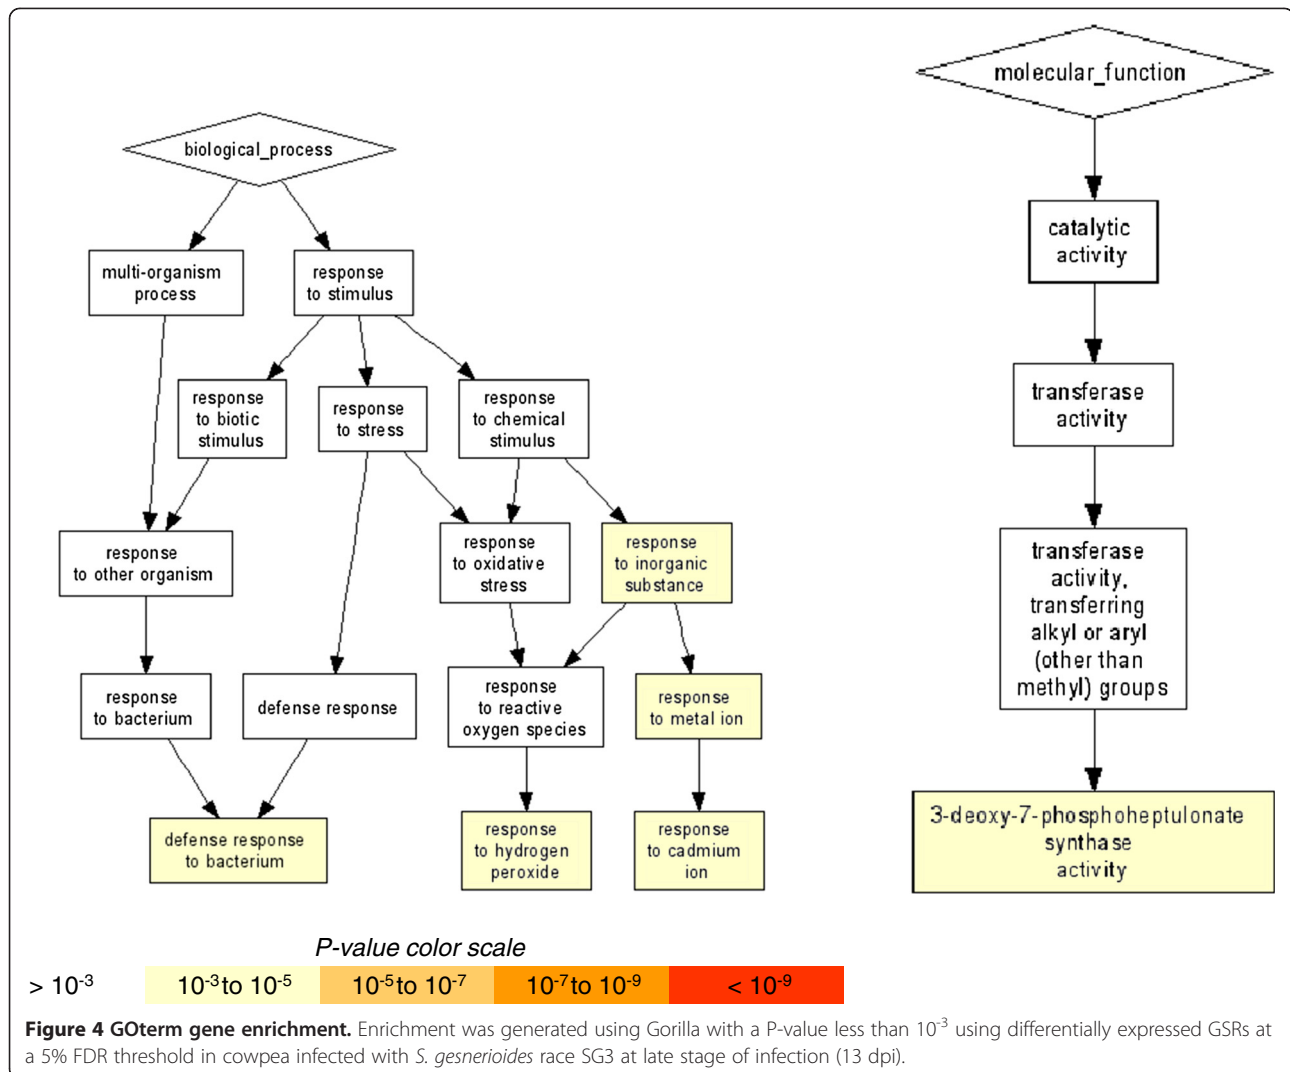 biological_process
multi-organism
process
response
to stimulus
response
to biotic
stimulus
response
to stress
response
to chemical
stimulus
response
to other organism
response
to oxidative
stress
response
to inorganic
substance
response
to bacterium
defense response
response
to reactive
oxygen species
response
to metal ion
defense response
to bacterium
response
to hydrogen
peroxide
response
to cadmium
ion
molecular_function
catalytic
activity
transferase
activity
transferase
activity,
transferring
alkyl or aryl
(other than
methyl) groups
3-deoxy-7-phosphoheptulonate
synthase
activity
P-value color scale
> 10⁻³ 10⁻³to 10⁻⁵ 10⁻⁵ to 10⁻⁷ 10⁻⁷to 10⁻⁹ < 10⁻⁹
Figure 4 GOterm gene enrichment. Enrichment was generated using Gorilla with a P-value less than 10⁻³ using differentially expressed GSRs at
a 5% FDR threshold in cowpea infected with S. gesnerioides race SG3 at late stage of infection (13 dpi).